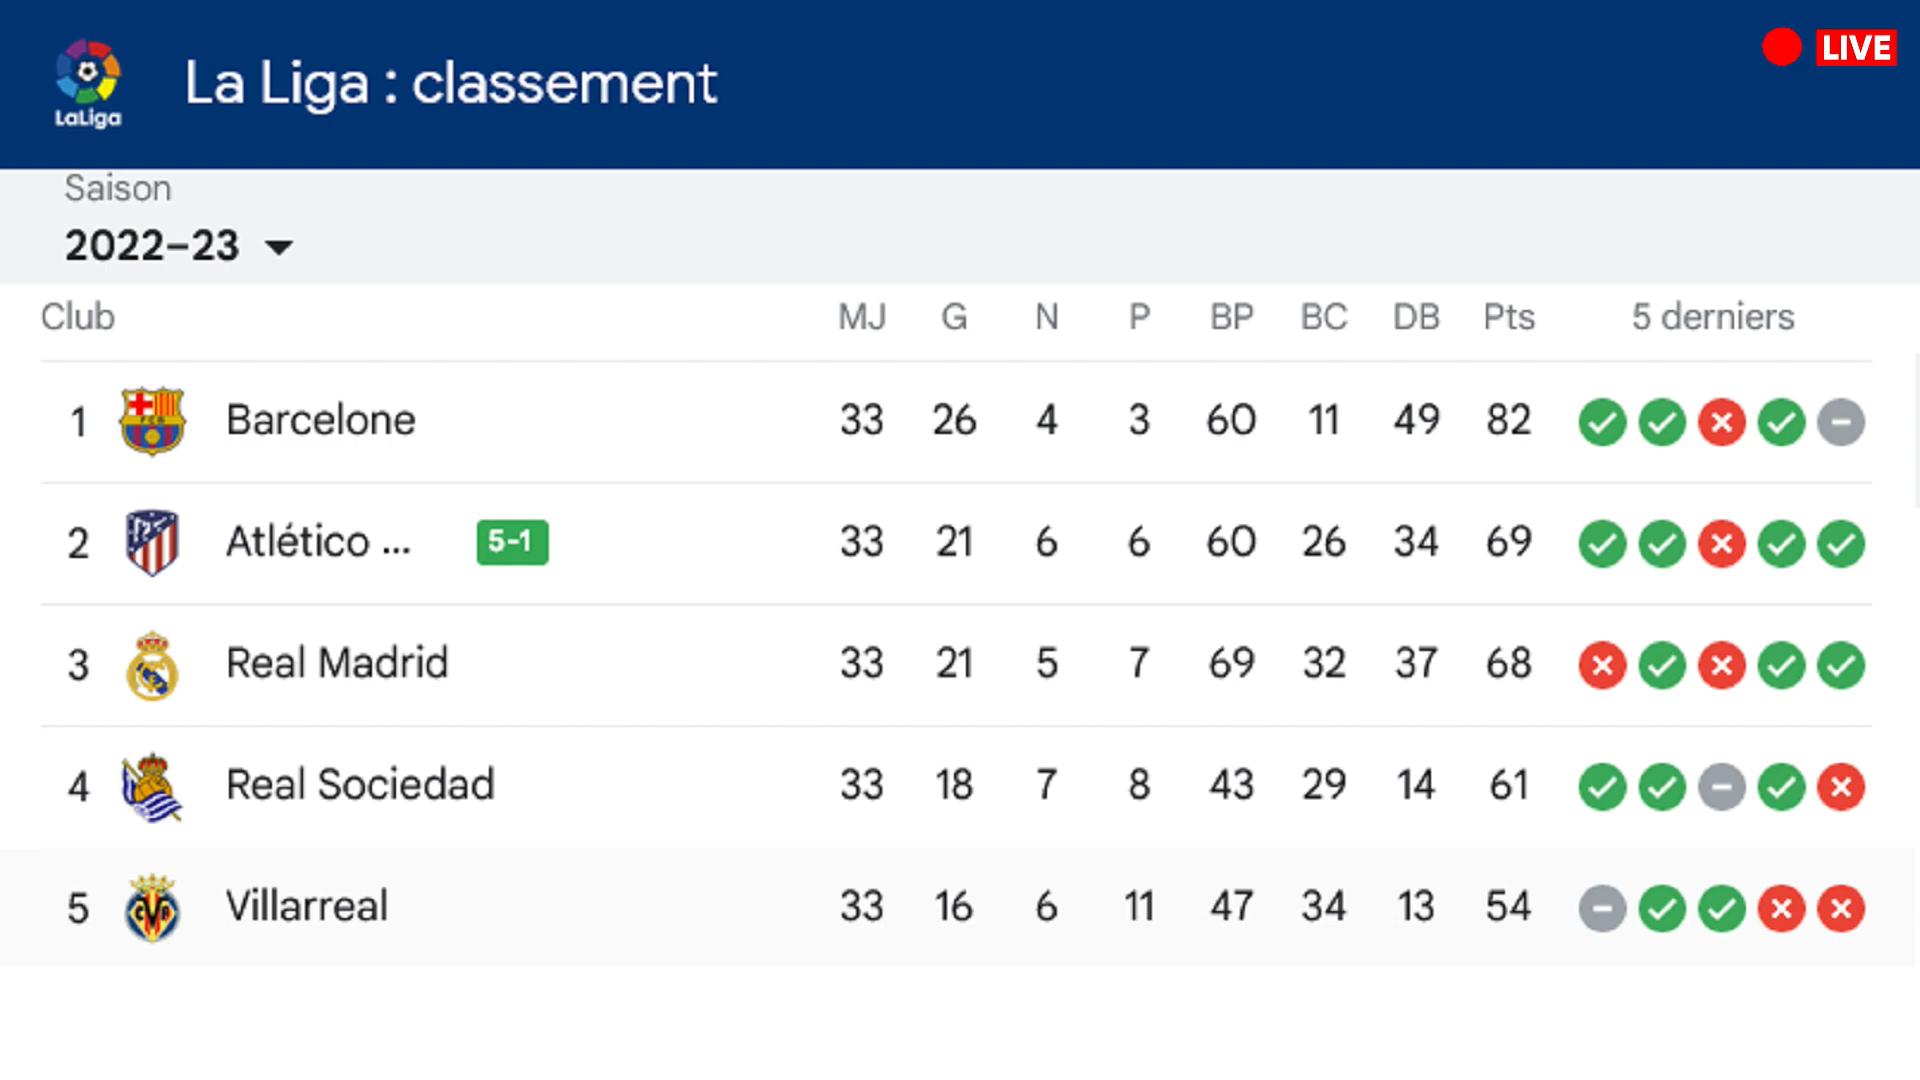 LaLiga
La Liga : classement
LIVE
Saison
2022–23
Club MJ G N P BP BC DB Pts 5 derniers
1 Barcelone 33 26 4 3 60 11 49 82
2 Atlético ... 5-1 33 21 6 6 60 26 34 69
3 Real Madrid 33 21 5 7 69 32 37 68
4 Real Sociedad 33 18 7 8 43 29 14 61
5 Villarreal 33 16 6 11 47 34 13 54